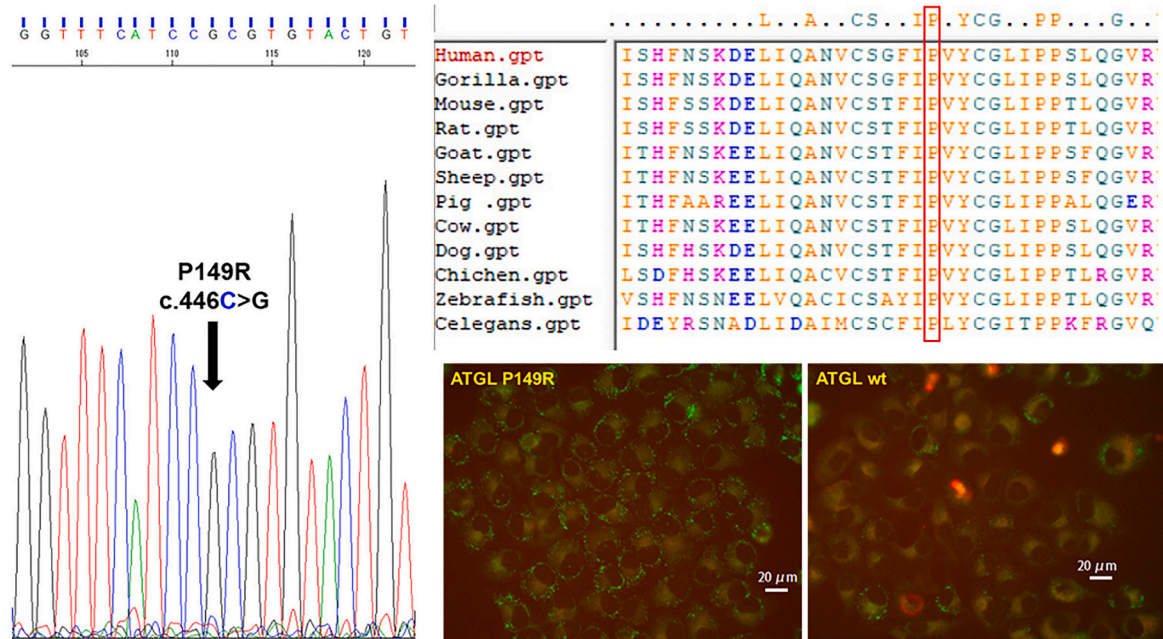 G G T T T C A T C C G C G T G T A C T G T
105 110 115 120
P149R
c.446C>G
..........L..A..CS..IP.YCG..PP...G..
Human.gpt ISHFNSKDELIQANVCSGFIPVYCGLIPPSLQGVR
Gorilla.gpt ISHFNSKDELIQANVCSGFIPVYCGLIPPSLQGVR
Mouse.gpt ISHFSSKDELIQANVCSTFIPVYCGLIPPTLQGVR
Rat.gpt ISHFSSKDELIQANVCSTFIPVYCGLIPPTLQGVR
Goat.gpt ITHFNSKEELIQANVCSTFIPVYCGLIPPSFQGVR
Sheep.gpt ITHFNSKEELIQANVCSTFIPVYCGLIPPSFQGVR
Pig .gpt ITHFAAREELIQANVCSTFIPVYCGLIPPALQGER
Cow.gpt ITHFNSKEELIQANVCSTFIPVYCGLIPPSLQGVR
Dog.gpt ISHFHSKDELIQANVCSTFIPVYCGLIPPSLQGVR
Chichen.gpt LSDFHSKEELIQACVCSTFIPVYCGLIPPTLRGVR
Zebrafish.gpt VSHFNSNEELVQACICSAYIPVYCGLIPPTLQGVR
Celegans.gpt IDEYRSNADLIDAIMCSCFIPLYCGITPPKFRGVQ
ATGL P149R
20 μm
ATGL wt
20 μm